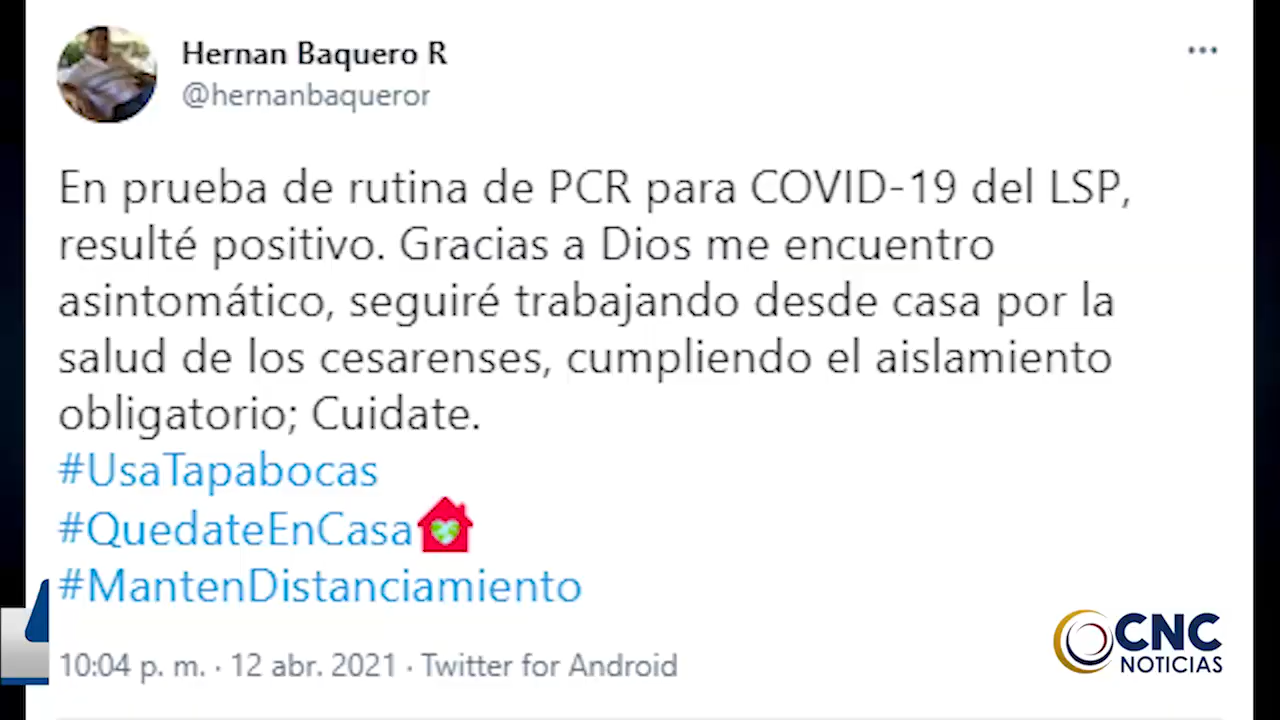 Hernan Baquero R
@hernanbaqueror
En prueba de rutina de PCR para COVID-19 del LSP,
resulté positivo. Gracias a Dios me encuentro
asintomático, seguiré trabajando desde casa por la
salud de los cesarenses, cumpliendo el aislamiento
obligatorio; Cuidate.
#UsaTapabocas
#QuedateEnCasa
#MantenDistanciamiento
10:04 p. m. · 12 abr. 2021 · Twitter for Android
CNC
NOTICIAS